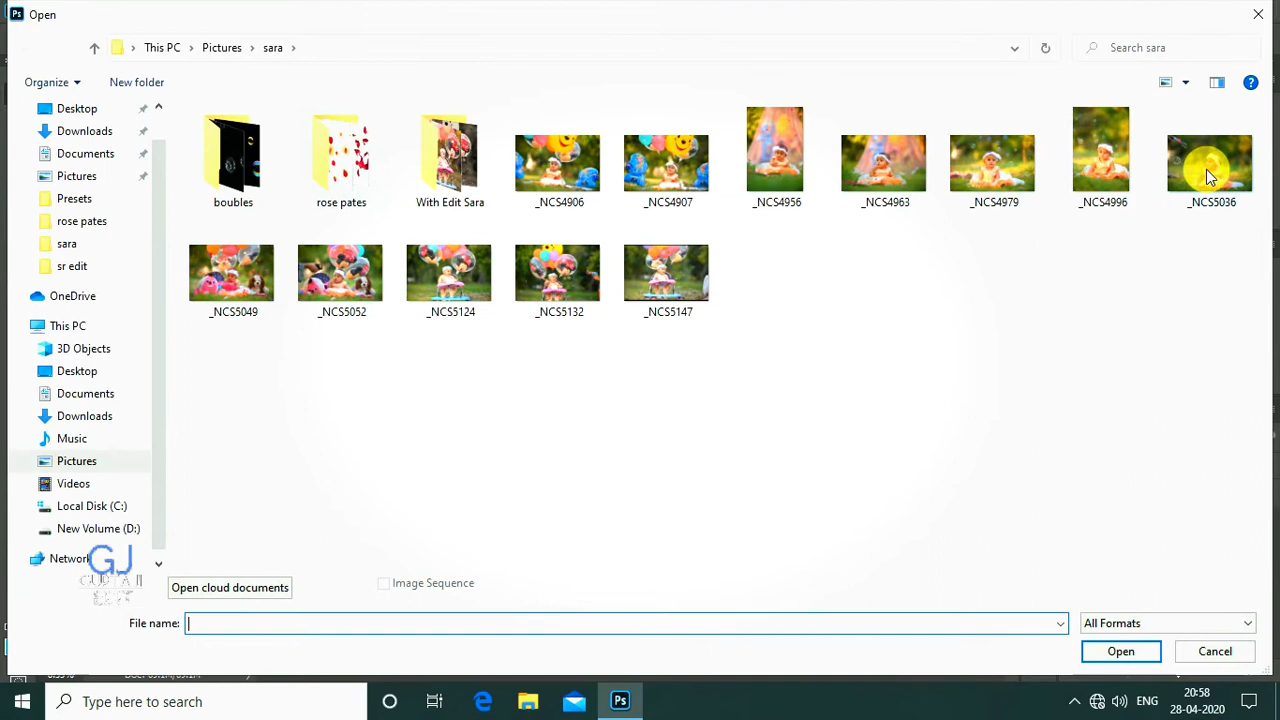 Ps Open
This PC
Pictures
sara
Search sara
Organize
New folder
Desktop
Downloads
Documents
Pictures
Presets
rose pates
sara
sr edit
OneDrive
This PC
3D Objects
Desktop
Documents
Downloads
Music
Pictures
Videos
Local Disk (C:)
New Volume (D:)
Network
boubles
rose pates
With Edit Sara
_NCS4906
_NCS4907
_NCS4956
_NCS4963
_NCS4979
_NCS4996
_NCS5036
_NCS5049
_NCS5052
_NCS5124
_NCS5132
_NCS5147
GJ
Open cloud documents
Image Sequence
File name:
All Formats
Open
Cancel
Type here to search
Ps
ENG
20:58
28-04-2020